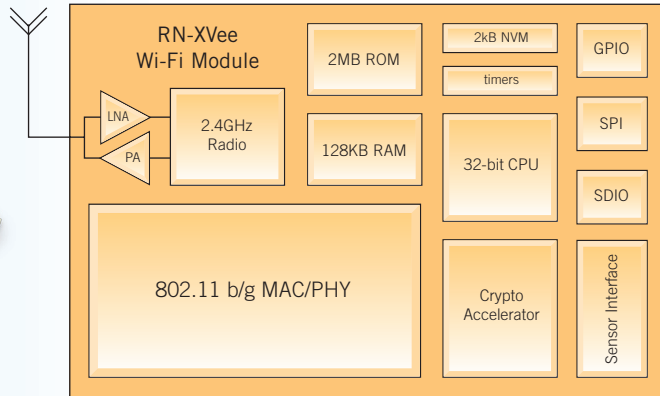 RN-XVee
Wi-Fi Module
LNA
PA
2.4GHz
Radio
2MB ROM
128KB RAM
2kB NVM
timers
32-bit CPU
GPIO
SPI
SDIO
802.11 b/g MAC/PHY
Crypto
Accelerator
Sensor Interface